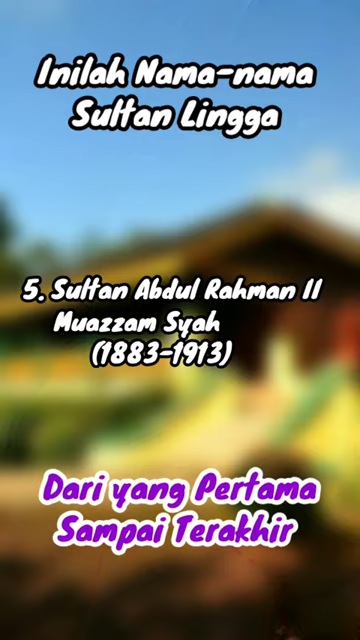 Inilah Nama-nama
Sultan Lingga
5. Sultan Abdul Rahman II
Muazzam Syah
(1883-1913)
Dari yang Pertama
Sampai Terakhir